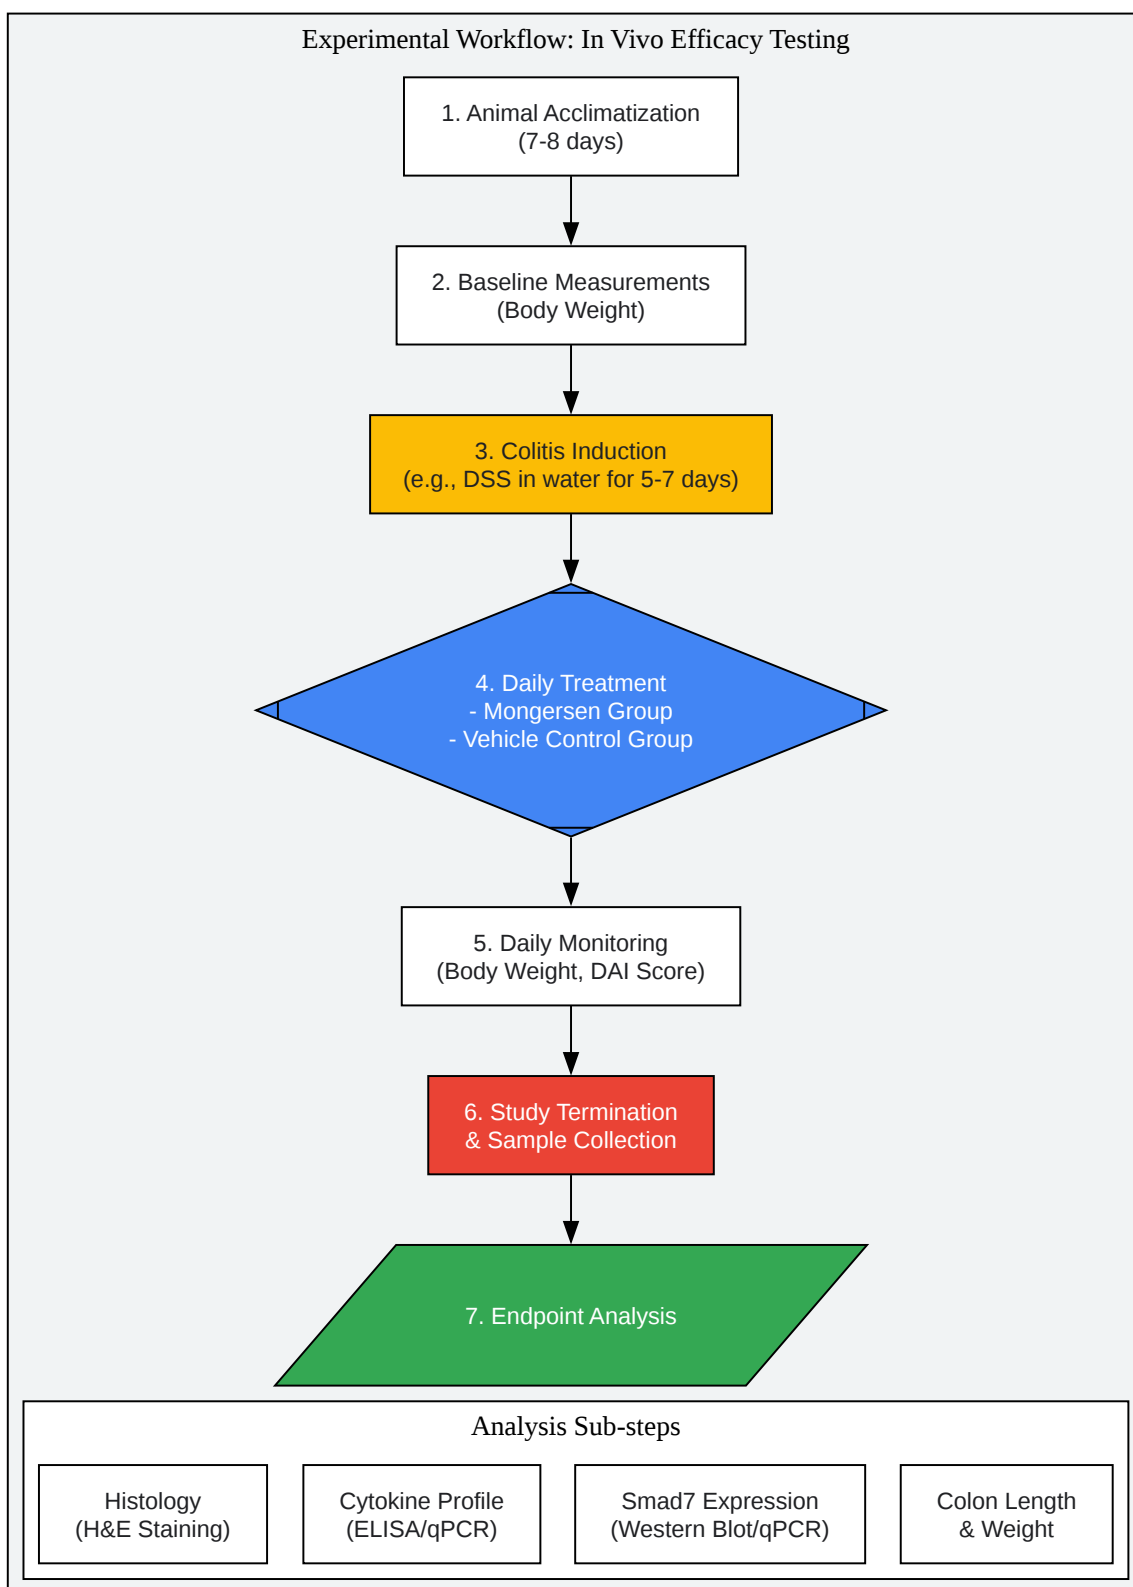 Experimental Workflow: In Vivo Efficacy Testing
1. Animal Acclimatization
(7-8 days)
2. Baseline Measurements
(Body Weight)
3. Colitis Induction
(e.g., DSS in water for 5-7 days)
4. Daily Treatment
- Mongersen Group
- Vehicle Control Group
5. Daily Monitoring
(Body Weight, DAI Score)
6. Study Termination
& Sample Collection
7. Endpoint Analysis
Analysis Sub-steps
Histology
(H&E Staining)
Cytokine Profile
(ELISA/qPCR)
Smad7 Expression
(Western Blot/qPCR)
Colon Length
& Weight